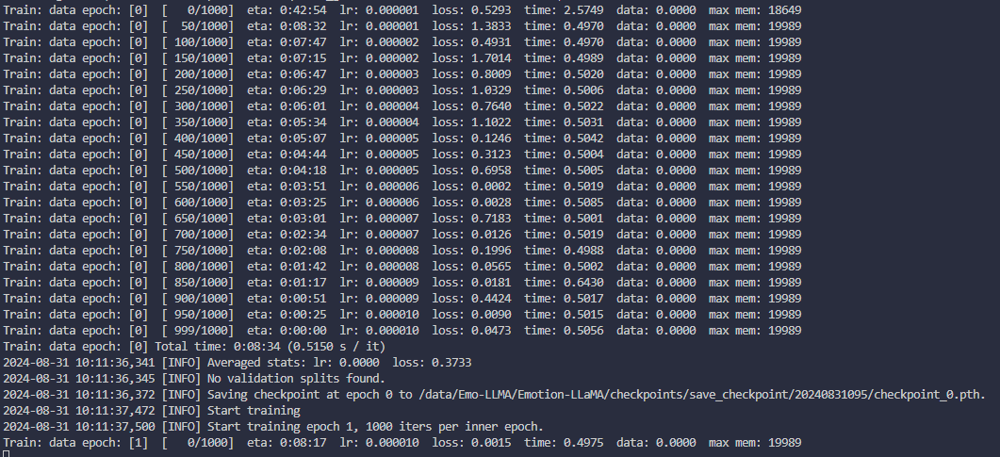 Train: data epoch: [0]  [   0/1000]  eta: 0:42:54  lr: 0.000001  loss: 0.5293  time: 2.5749  data: 0.0000  max mem: 18649
Train: data epoch: [0]  [  50/1000]  eta: 0:08:32  lr: 0.000001  loss: 1.3833  time: 0.4970  data: 0.0000  max mem: 19989
Train: data epoch: [0]  [ 100/1000]  eta: 0:07:47  lr: 0.000002  loss: 0.4931  time: 0.4970  data: 0.0000  max mem: 19989
Train: data epoch: [0]  [ 150/1000]  eta: 0:07:15  lr: 0.000002  loss: 1.7014  time: 0.4989  data: 0.0000  max mem: 19989
Train: data epoch: [0]  [ 200/1000]  eta: 0:06:47  lr: 0.000003  loss: 0.8009  time: 0.5020  data: 0.0000  max mem: 19989
Train: data epoch: [0]  [ 250/1000]  eta: 0:06:29  lr: 0.000003  loss: 1.0329  time: 0.5006  data: 0.0000  max mem: 19989
Train: data epoch: [0]  [ 300/1000]  eta: 0:06:01  lr: 0.000004  loss: 0.7640  time: 0.5022  data: 0.0000  max mem: 19989
Train: data epoch: [0]  [ 350/1000]  eta: 0:05:34  lr: 0.000004  loss: 1.1022  time: 0.5031  data: 0.0000  max mem: 19989
Train: data epoch: [0]  [ 400/1000]  eta: 0:05:07  lr: 0.000005  loss: 0.1246  time: 0.5042  data: 0.0000  max mem: 19989
Train: data epoch: [0]  [ 450/1000]  eta: 0:04:44  lr: 0.000005  loss: 0.3123  time: 0.5004  data: 0.0000  max mem: 19989
Train: data epoch: [0]  [ 500/1000]  eta: 0:04:18  lr: 0.000005  loss: 0.6958  time: 0.5005  data: 0.0000  max mem: 19989
Train: data epoch: [0]  [ 550/1000]  eta: 0:03:51  lr: 0.000006  loss: 0.0002  time: 0.5019  data: 0.0000  max mem: 19989
Train: data epoch: [0]  [ 600/1000]  eta: 0:03:25  lr: 0.000006  loss: 0.0028  time: 0.5085  data: 0.0000  max mem: 19989
Train: data epoch: [0]  [ 650/1000]  eta: 0:03:01  lr: 0.000007  loss: 0.7183  time: 0.5001  data: 0.0000  max mem: 19989
Train: data epoch: [0]  [ 700/1000]  eta: 0:02:34  lr: 0.000007  loss: 0.0126  time: 0.5019  data: 0.0000  max mem: 19989
Train: data epoch: [0]  [ 750/1000]  eta: 0:02:08  lr: 0.000008  loss: 0.1996  time: 0.4988  data: 0.0000  max mem: 19989
Train: data epoch: [0]  [ 800/1000]  eta: 0:01:42  lr: 0.000008  loss: 0.0565  time: 0.5002  data: 0.0000  max mem: 19989
Train: data epoch: [0]  [ 850/1000]  eta: 0:01:17  lr: 0.000009  loss: 0.0181  time: 0.6430  data: 0.0000  max mem: 19989
Train: data epoch: [0]  [ 900/1000]  eta: 0:00:51  lr: 0.000009  loss: 0.4424  time: 0.5017  data: 0.0000  max mem: 19989
Train: data epoch: [0]  [ 950/1000]  eta: 0:00:25  lr: 0.000010  loss: 0.0090  time: 0.5015  data: 0.0000  max mem: 19989
Train: data epoch: [0]  [ 999/1000]  eta: 0:00:00  lr: 0.000010  loss: 0.0473  time: 0.5056  data: 0.0000  max mem: 19989
Train: data epoch: [0] Total time: 0:08:34 (0.5150 s / it)
2024-08-31 10:11:36,341 [INFO] Averaged stats: lr: 0.0000  loss: 0.3733
2024-08-31 10:11:36,345 [INFO] No validation splits found.
2024-08-31 10:11:36,372 [INFO] Saving checkpoint at epoch 0 to /data/Emo-LLMA/Emotion-LLaMA/checkpoints/save_checkpoint/20240831095/checkpoint_0.pth.
2024-08-31 10:11:37,472 [INFO] Start training
2024-08-31 10:11:37,500 [INFO] Start training epoch 1, 1000 iters per inner epoch.
Train: data epoch: [1]  [   0/1000]  eta: 0:08:17  lr: 0.000010  loss: 0.0015  time: 0.4975  data: 0.0000  max mem: 19989